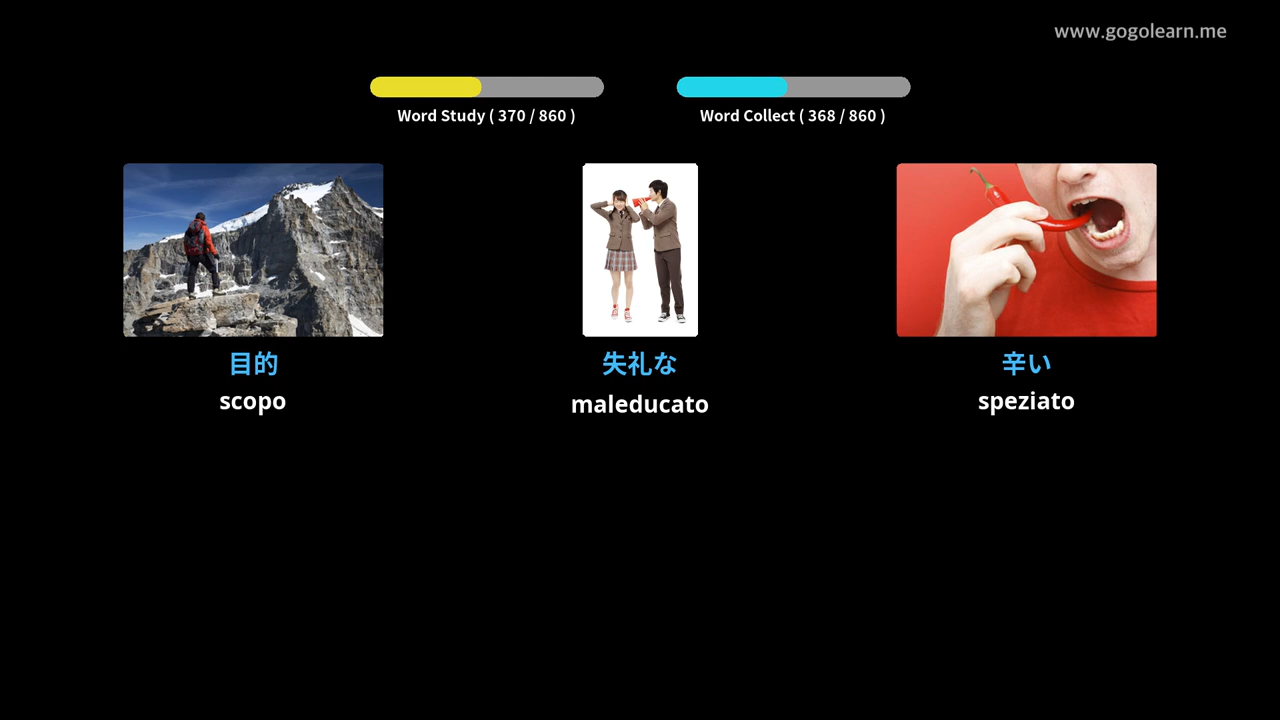 www.gogolearn.me
Word Study ( 370 / 860 )
Word Collect ( 368 / 860 )
目的
scopo
失礼な
maleducato
辛い
speziato